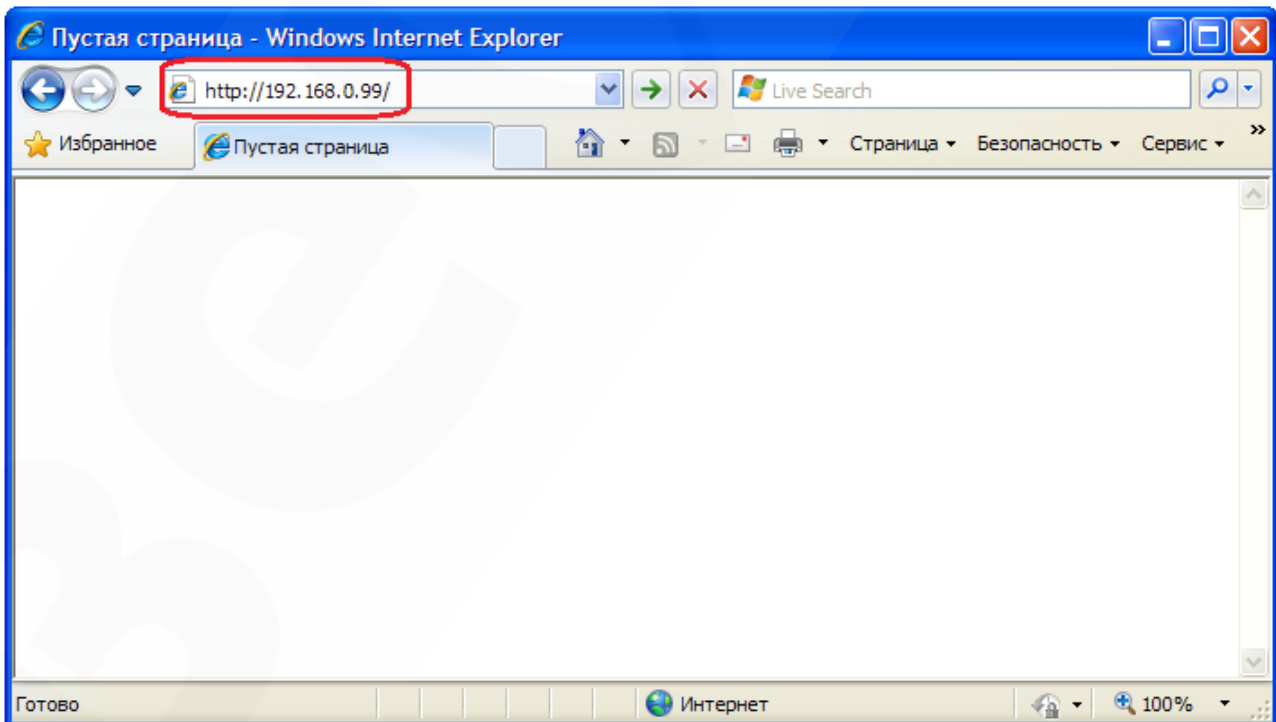 Пустая страница - Windows Internet Explorer
http://192.168.0.99/
Live Search
Избранное
Пустая страница
Страница
Безопасность
Сервис
»
Готово
Интернет
100%